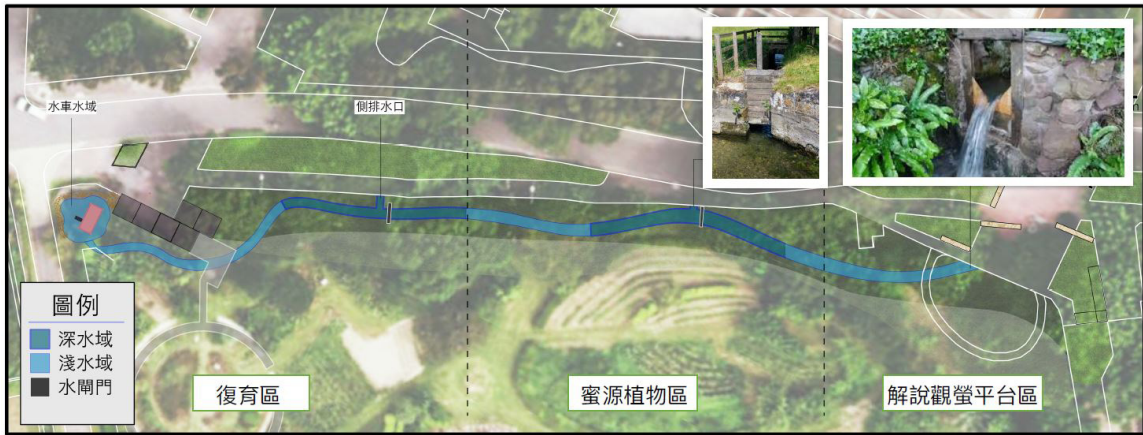 水車水域
側排水口
圖例
深水域
淺水域
水閘門
復育區
蜜源植物區
解說觀螢平台區